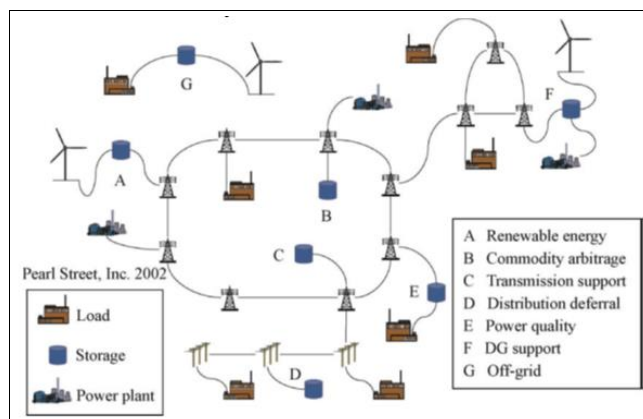 G
F
A
B
C
E
D
Pearl Street, Inc. 2002
Load
Storage
Power plant
A Renewable energy
B Commodity arbitrage
C Transmission support
D Distribution deferral
E Power quality
F DG support
G Off-grid